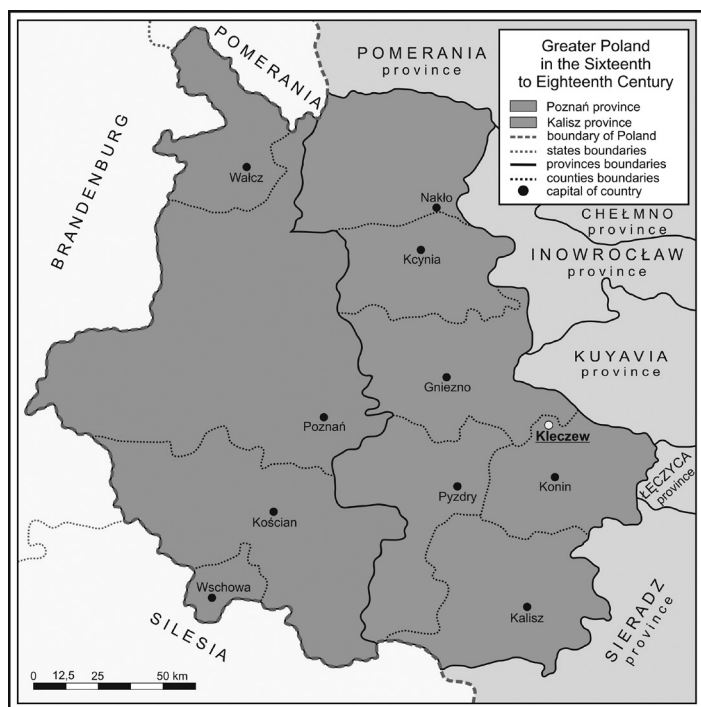 POMERANIA
POMERANIA
province
Greater Poland
in the Sixteenth
to Eighteenth Century
Poznań province
Kalisz province
boundary of Poland
states boundaries
provinces boundaries
counties boundaries
capital of country
BRANDENBURG
Wałcz
Nakło
CHEŁMNO
province
Kcynia
INOWROCŁAW
province
KUYAVIA
province
Gniezno
Poznań
Kleczew
ŁĘCZYCA
province
Pyzdry
Konin
Kościan
Wschowa
Kalisz
SIERADZ
province
SILESIA
0 12,5 25 50 km